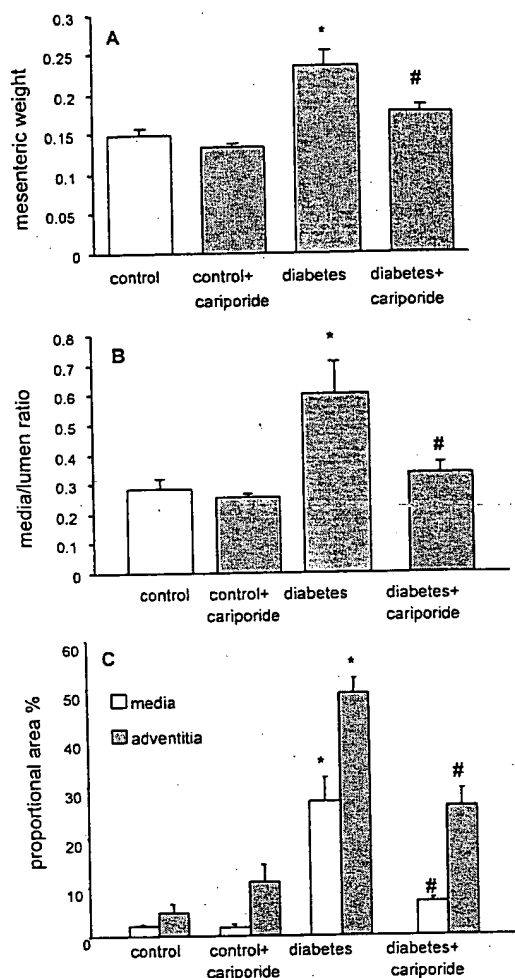 A
*
#
mesenteric weight
0.3
0.25
0.2
0.15
0.1
0.05
0
control
control+
cariporide
diabetes
diabetes+
cariporide
B
*
#
media/lumen ratio
0.8
0.7
0.6
0.5
0.4
0.3
0.2
0.1
0
control
control+
cariporide
diabetes
diabetes+
cariporide
C
media
adventitia
*
*
#
#
proportional area %
60
50
40
30
20
10
0
control
control+
cariporide
diabetes
diabetes+
cariporide